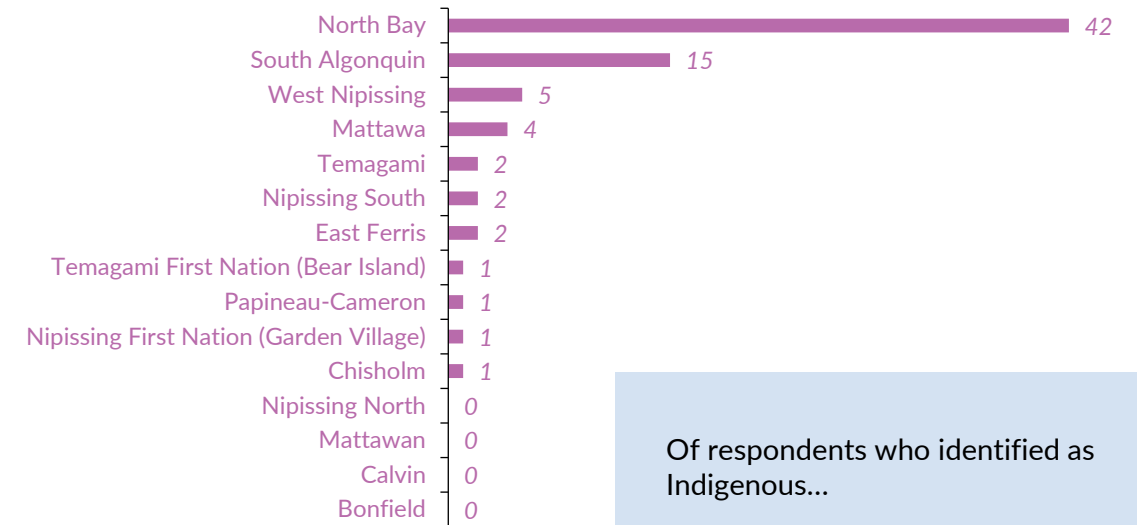 North Bay 42
South Algonquin 15
West Nipissing 5
Mattawa 4
Temagami 2
Nipissing South 2
East Ferris 2
Temagami First Nation (Bear Island) 1
Papineau-Cameron 1
Nipissing First Nation (Garden Village) 1
Chisholm 1
Nipissing North 0
Mattawan 0
Calvin 0
Bonfield 0
Of respondents who identified as
Indigenous...